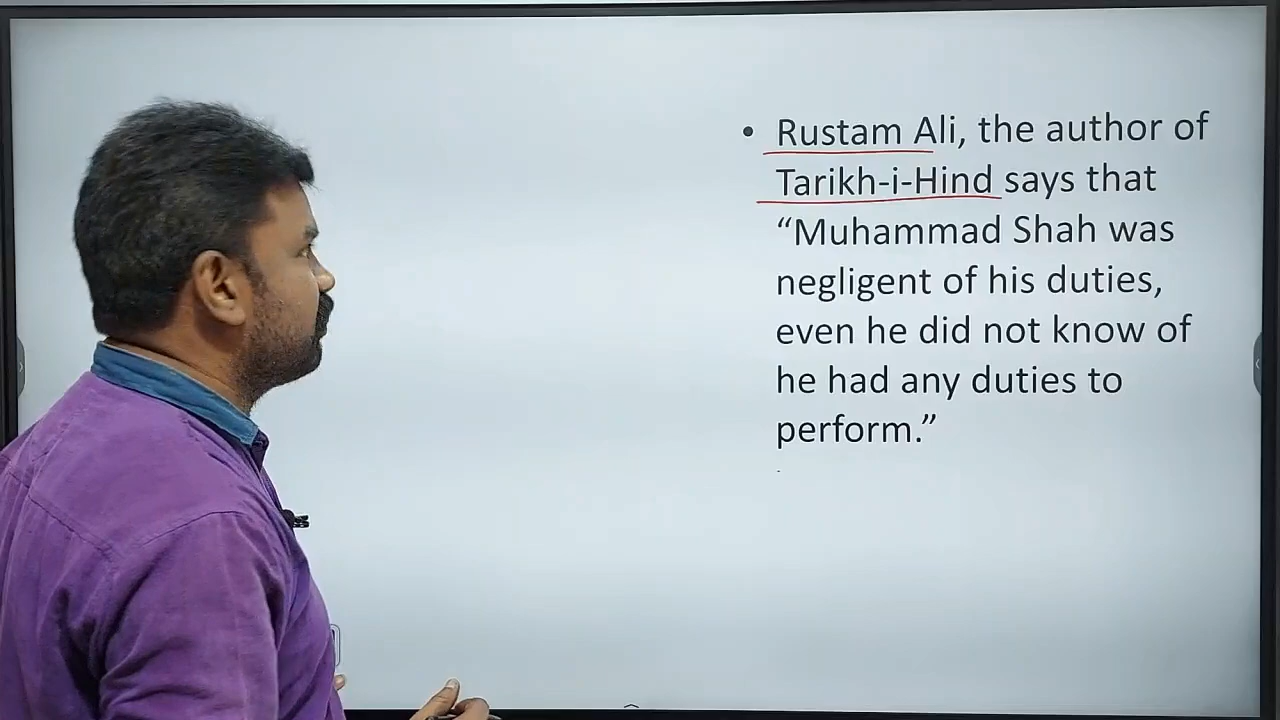 • Rustam Ali, the author of
Tarikh-i-Hind says that
“Muhammad Shah was
negligent of his duties,
even he did not know of
he had any duties to
perform.”